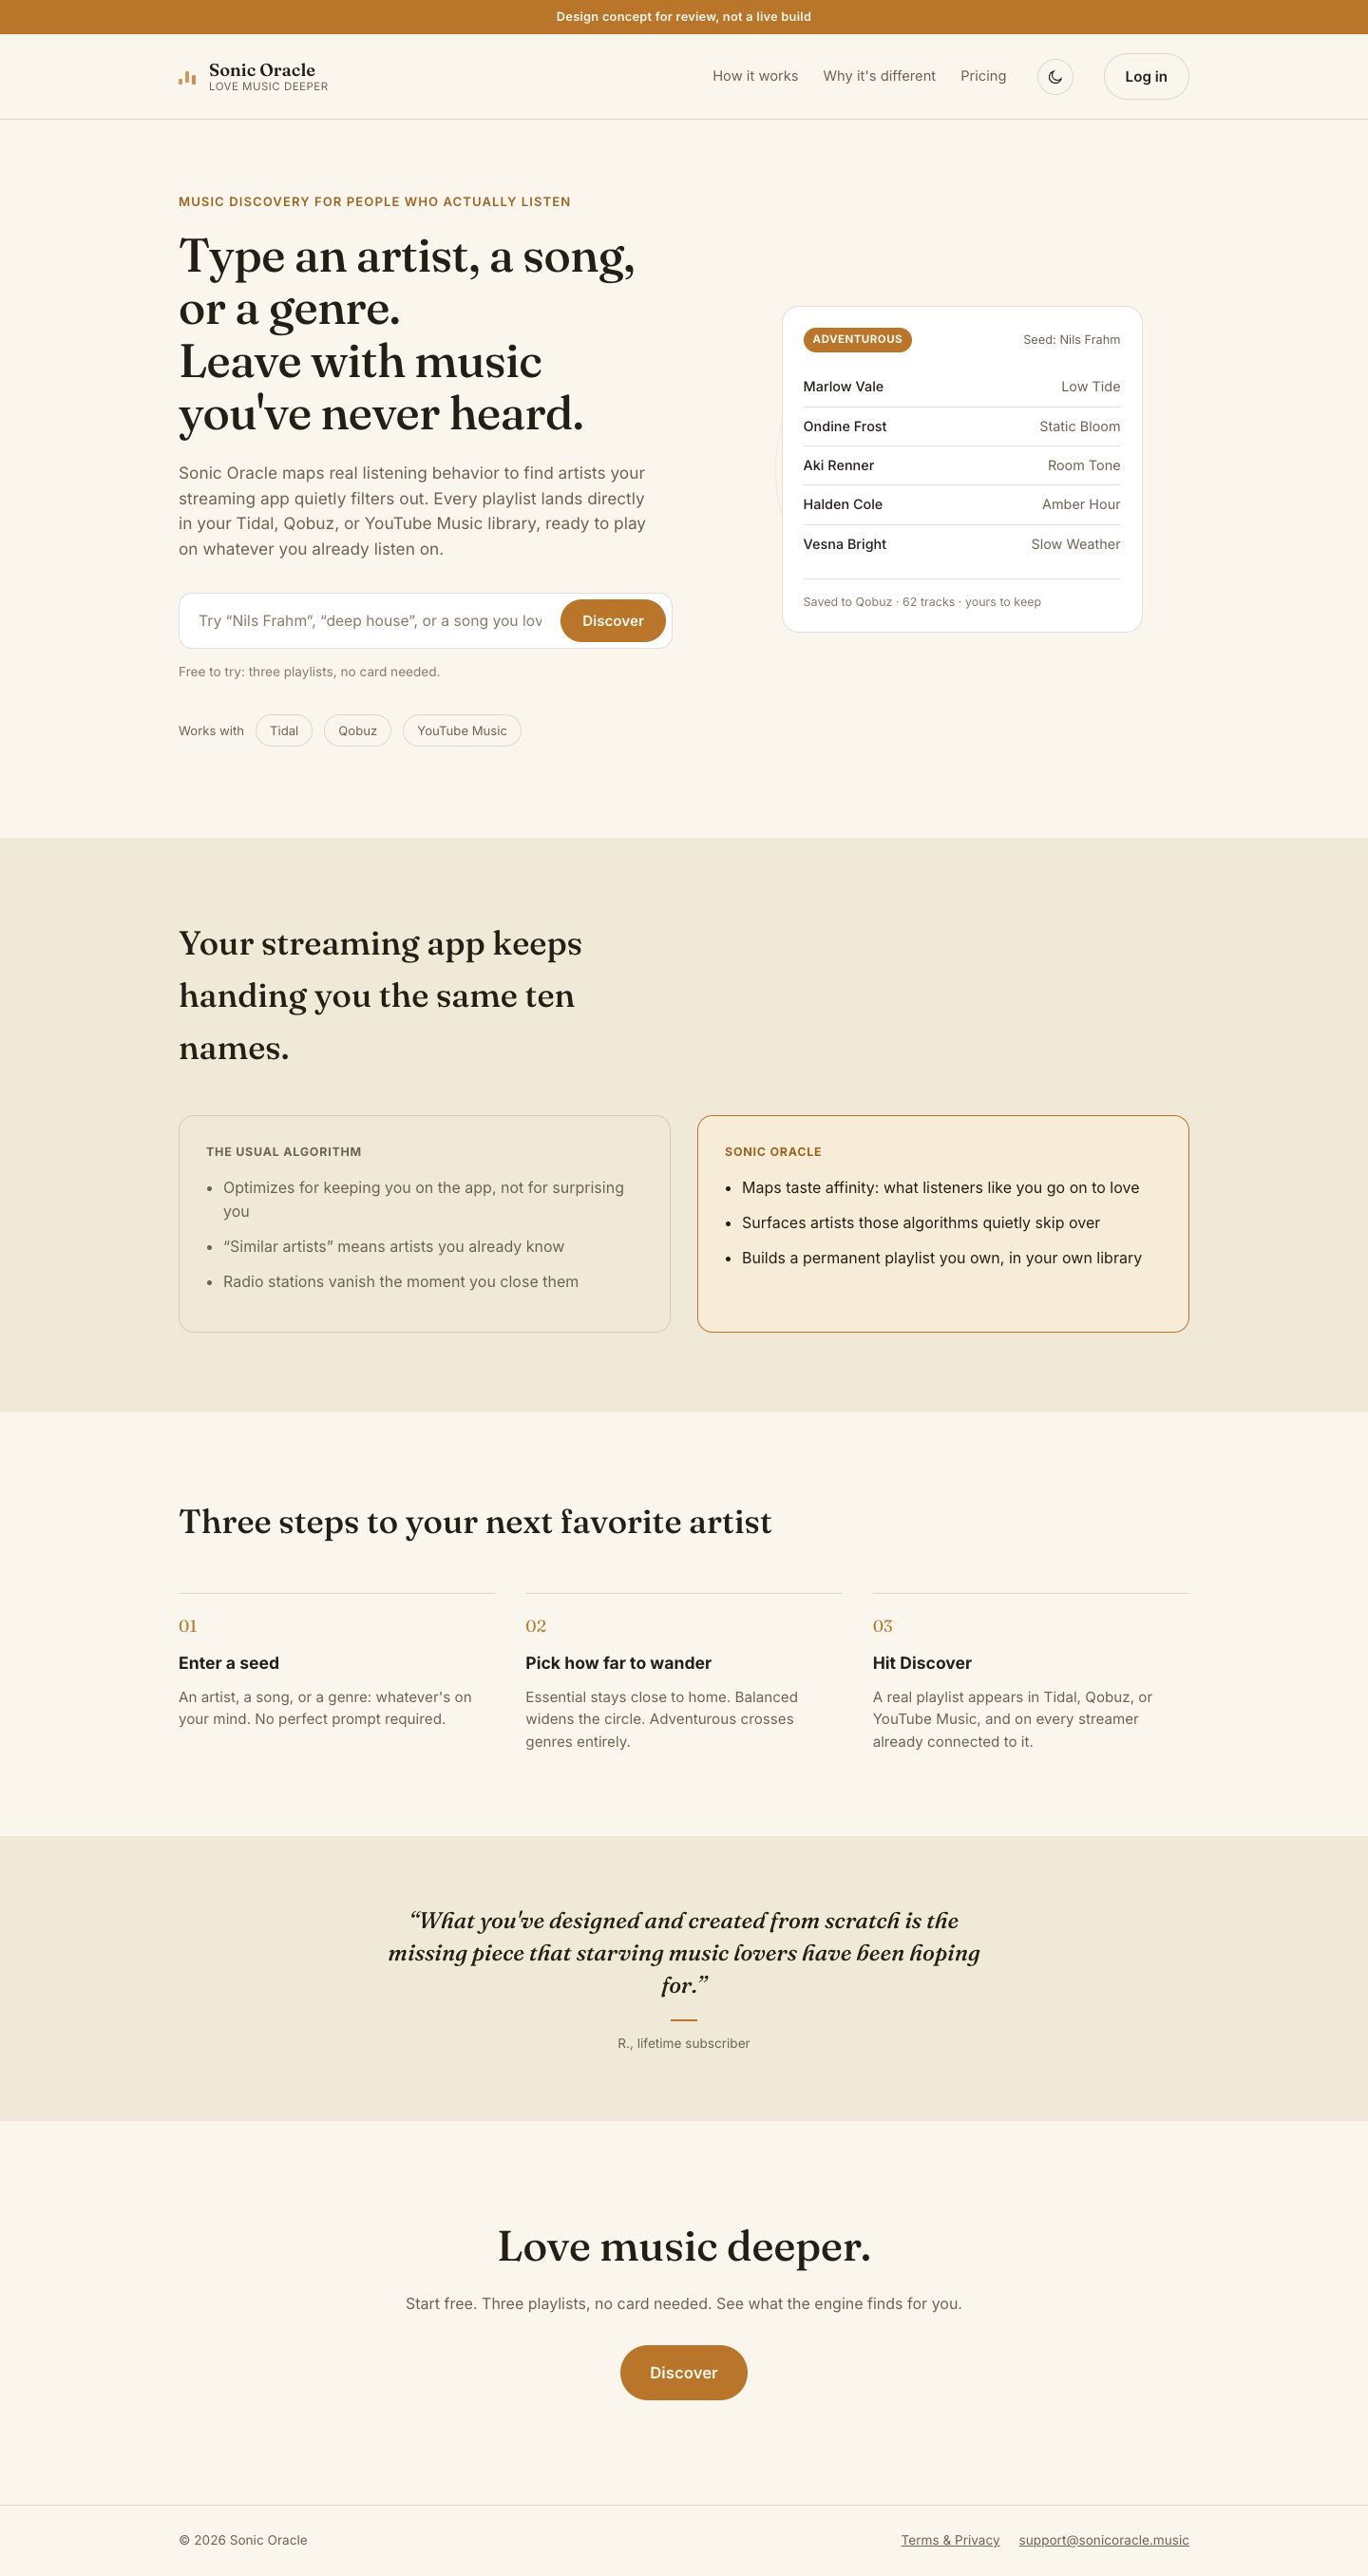 Design concept for review, not a live build
Sonic Oracle
LOVE MUSIC DEEPER
How it works
Why it's different
Pricing
Log in
MUSIC DISCOVERY FOR PEOPLE WHO ACTUALLY LISTEN
Type an artist, a song,
or a genre.
Leave with music
you've never heard.
Sonic Oracle maps real listening behavior to find artists your
streaming app quietly filters out. Every playlist lands directly
in your Tidal, Qobuz, or YouTube Music library, ready to play
on whatever you already listen on.
Try “Nils Frahm”, “deep house”, or a song you lov
Discover
Free to try: three playlists, no card needed.
Works with
Tidal
Qobuz
YouTube Music
ADVENTUROUS
Seed: Nils Frahm
Marlow Vale
Low Tide
Ondine Frost
Static Bloom
Aki Renner
Room Tone
Halden Cole
Amber Hour
Vesna Bright
Slow Weather
Saved to Qobuz · 62 tracks · yours to keep
Your streaming app keeps
handing you the same ten
names.
THE USUAL ALGORITHM
• Optimizes for keeping you on the app, not for surprising
you
• “Similar artists” means artists you already know
• Radio stations vanish the moment you close them
SONIC ORACLE
• Maps taste affinity: what listeners like you go on to love
• Surfaces artists those algorithms quietly skip over
• Builds a permanent playlist you own, in your own library
Three steps to your next favorite artist
01
Enter a seed
An artist, a song, or a genre: whatever's on
your mind. No perfect prompt required.
02
Pick how far to wander
Essential stays close to home. Balanced
widens the circle. Adventurous crosses
genres entirely.
03
Hit Discover
A real playlist appears in Tidal, Qobuz, or
YouTube Music, and on every streamer
already connected to it.
“What you've designed and created from scratch is the
missing piece that starving music lovers have been hoping
for.”
R., lifetime subscriber
Love music deeper.
Start free. Three playlists, no card needed. See what the engine finds for you.
Discover
© 2026 Sonic Oracle
Terms & Privacy
support@sonicoracle.music